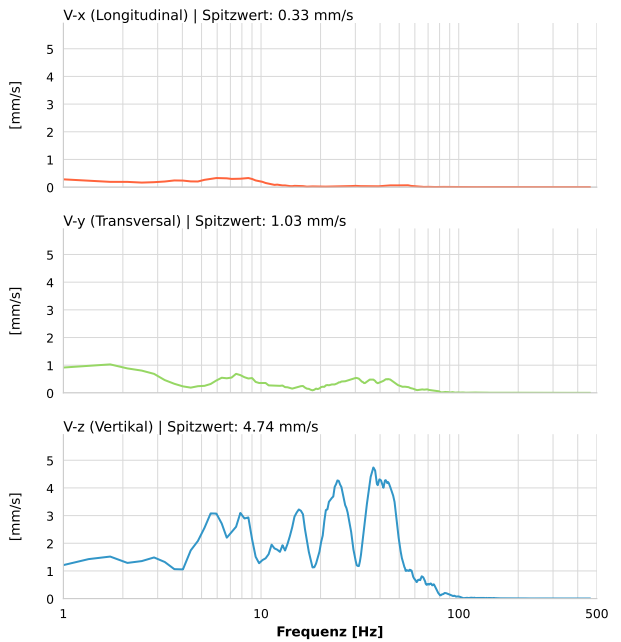 V-x (Longitudinal) | Spitzwert: 0.33 mm/s
5
4
3
2
1
0
[mm/s]
V-y (Transversal) | Spitzwert: 1.03 mm/s
5
4
3
2
1
0
[mm/s]
V-z (Vertikal) | Spitzwert: 4.74 mm/s
5
4
3
2
1
0
[mm/s]
1 10 100 500
Frequenz [Hz]